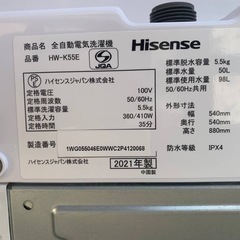 商品名 全自動電気洗濯機
品番 HW-K55E
JQA
Hisense
ハイセンスジャパン株式会社
定格電圧 100V
定格周波数 50/60Hz
定格洗濯容量 5.5kg
定格消費電力 360/410W
目安時間 35分
標準脱水容量 5.5kg
標準水量 50L
標準使用水量 98L
50/60Hz共用
外形寸法
幅 540mm
540mm
高さ 880mm
防水等級 IPX4
製造番号 1WG055046E0WWC2P4120058
ハイセンスジャパン株式会社
2021年製
中国製